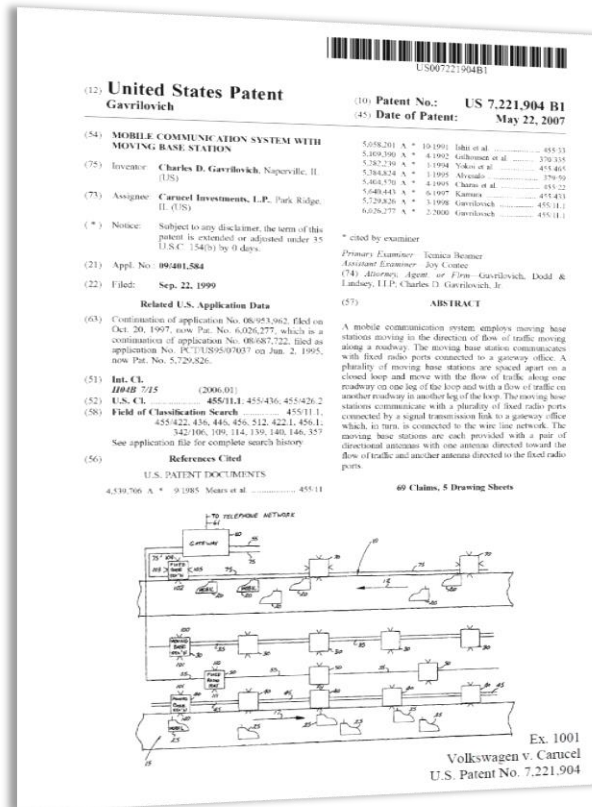 US007221904B1
(12) United States Patent
Gavrilovich
(10) Patent No.: US 7,221,904 B1
(45) Date of Patent: May 22, 2007
(54) MOBILE COMMUNICATION SYSTEM WITH
MOVING BASE STATION
(75) Inventor: Charles D. Gavrilovich, Naperville, IL
(US)
(73) Assignee: Carucel Investments, L.P., Park Ridge,
IL (US)
( * ) Notice: Subject to any disclaimer, the term of this
patent is extended or adjusted under 35
U.S.C. 154(b) by 0 days.
(21) Appl. No.: 09/401,584
(22) Filed: Sep. 22, 1999
Related U.S. Application Data
(63) Continuation of application No. 08/953,962, filed on
Oct. 20, 1997, now Pat. No. 6,026,277, which is a
continuation of application No. 08/687,722, filed as
application No. PCT/US95/07037 on Jun. 2, 1995,
now Pat. No. 5,729,826.
(51) Int. Cl.
H04B 7/15 (2006.01)
(52) U.S. Cl. 455/11.1; 455/436; 455/426.2
(58) Field of Classification Search 455/11.1,
455/422, 436, 446, 456, 512, 422.1, 456.1;
342/106, 109, 114, 139, 140, 146, 357
See application file for complete search history.
(56) References Cited
U.S. PATENT DOCUMENTS
4,539,706 A * 9/1985 Mears et al. 455/11
5,058,201 A * 10/1991 Ishii et al. 455/33
5,109,390 A * 4/1992 Gilhousen et al. 370/335
5,287,239 A * 1/1994 Yokoi et al. 455/465
1/1995 379/59
4/1995 Charas et al. 455/22
5,640,443 A * 6/1997 455/433
5,729,826 A * 3/1998 Gavrilovich 455/11.1
6,026,277 A * 2/2000 Gavrilovich 455/11.1
* cited by examiner
Primary Examiner Temica Beamer
Assistant Examiner Joy Contee
(74) Attorney, Agent, or Firm—Gavrilovich, Dodd &
Lindsey, LLP; Charles D. Gavrilovich, Jr.
(57) ABSTRACT
A mobile communication system employs moving base
stations moving in the direction of flow of traffic moving
along a roadway. The moving base station communicates
with fixed radio ports connected to a gateway office. A
plurality of moving base stations are spaced apart on a
closed loop and move with the flow of traffic along one
roadway on one leg of the loop and with a flow of traffic on
another roadway in another leg of the loop. The moving base
stations communicate with a plurality of fixed radio ports
connected by a signal transmission link to a gateway office
which, in turn, is connected to the wire line network. The
moving base stations are each provided with a pair of
directional antennas with one antenna directed toward the
flow of traffic and another antenna directed to the fixed radio
ports.
69 Claims, 5 Drawing Sheets
TO TELEPHONE NETWORK
61
GATEWAY
60
Ex. 1001
Volkswagen v. Carucel
U.S. Patent No. 7,221,904